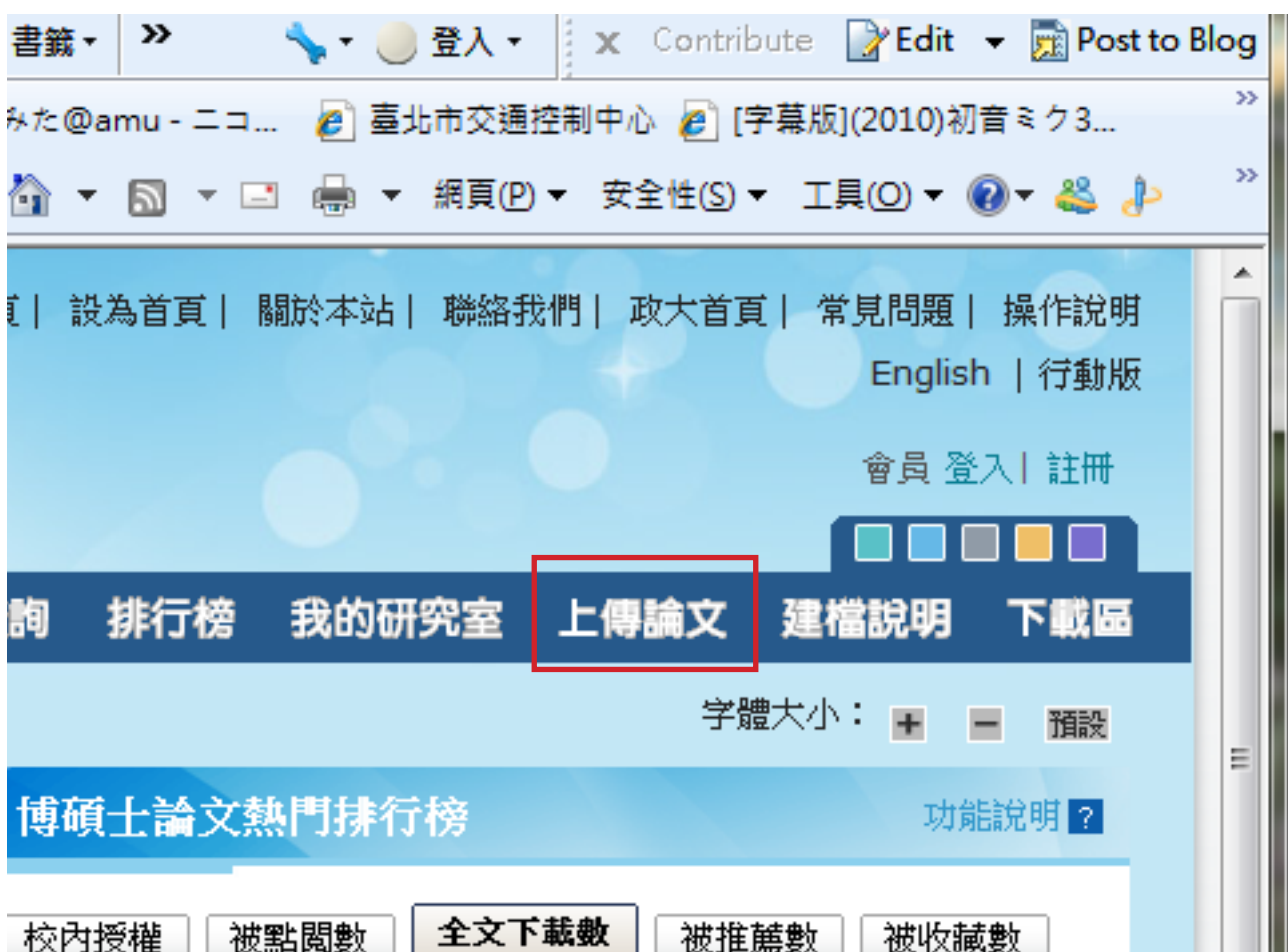 書籤 » 登入 x Contribute Edit Post to Blog
みた@amu - ニコ... 臺北市交通控制中心 [字幕版](2010)初音ミク3... »
網頁(P) 安全性(S) 工具(O) »
頁| 設為首頁| 關於本站| 聯絡我們| 政大首頁| 常見問題| 操作說明
English | 行動版
會員 登入| 註冊
詢 排行榜 我的研究室 上傳論文 建檔說明 下載區
字體大小： + - 預設
博碩士論文熱門排行榜 功能說明 ?
校內授權 被點閱數 全文下載數 被推薦數 被收藏數